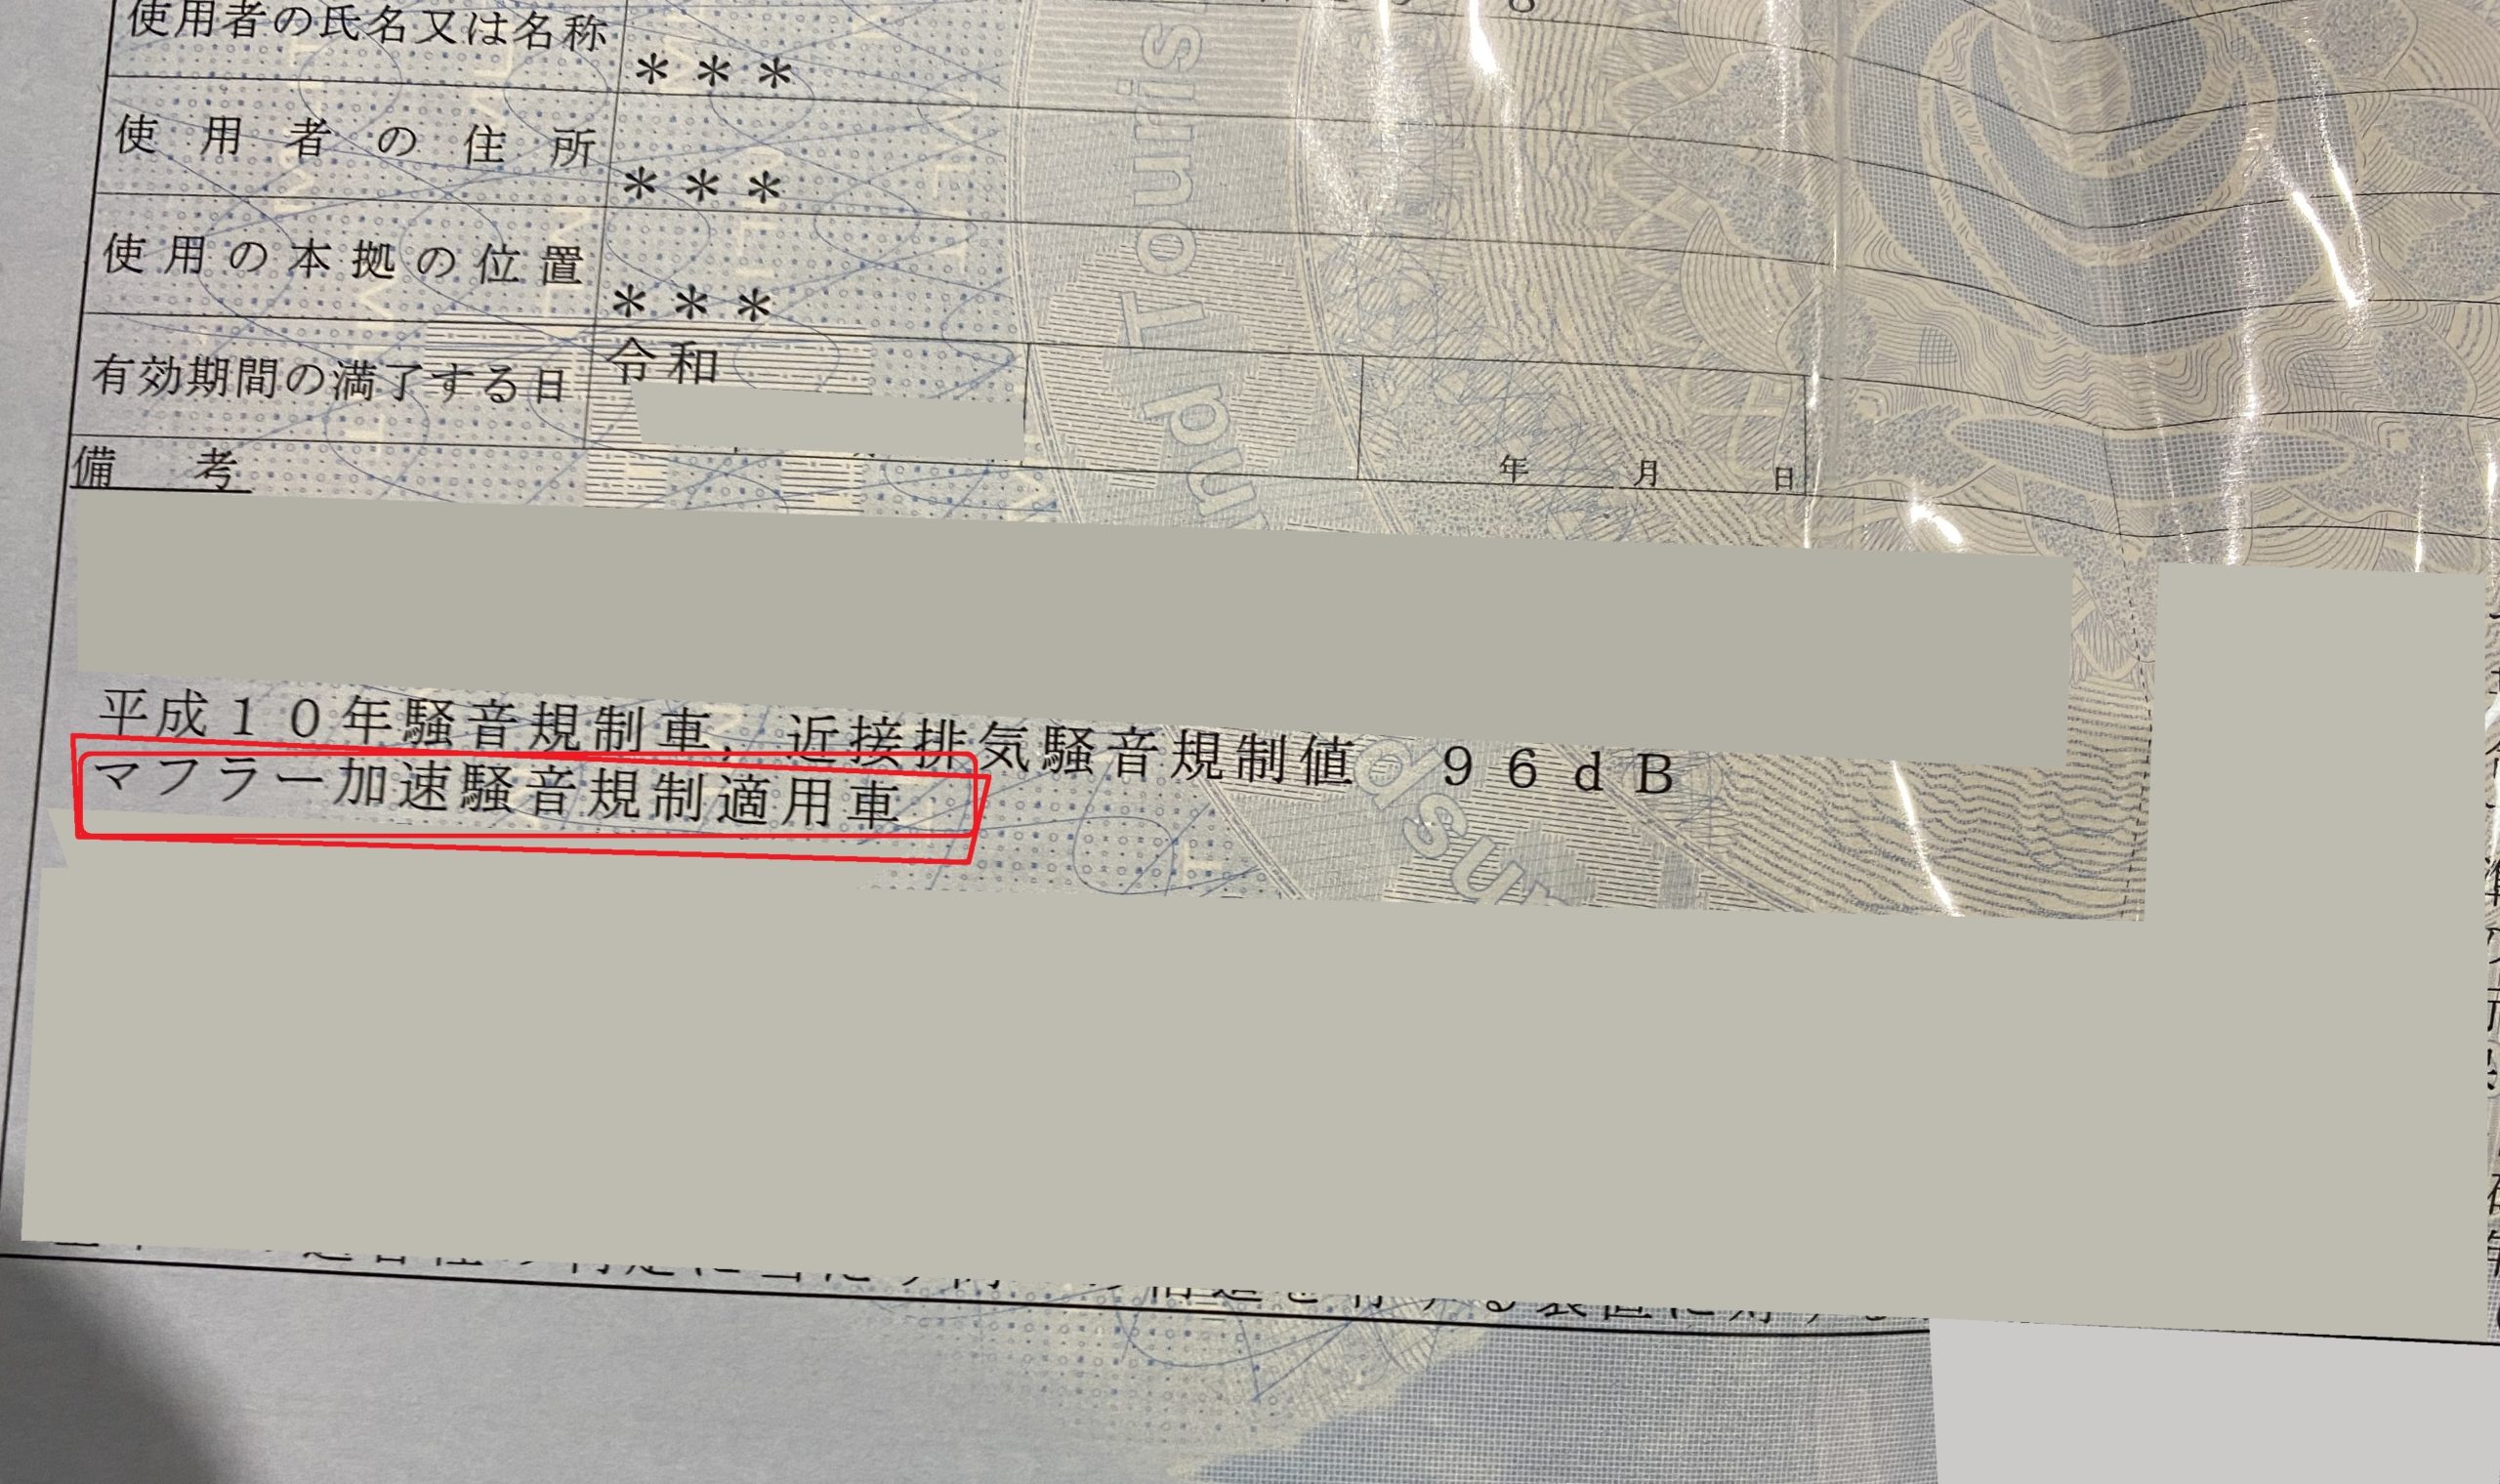 使用者の氏名又は名称
＊＊＊
使用者の住所
＊＊＊
使用の本拠の位置
＊＊＊
有効期間の満了する日
令和
年 月 日
備 考
平成１０年騒音規制車，近接排気騒音規制値 ９６ｄＢ
マフラー加速騒音規制適用車